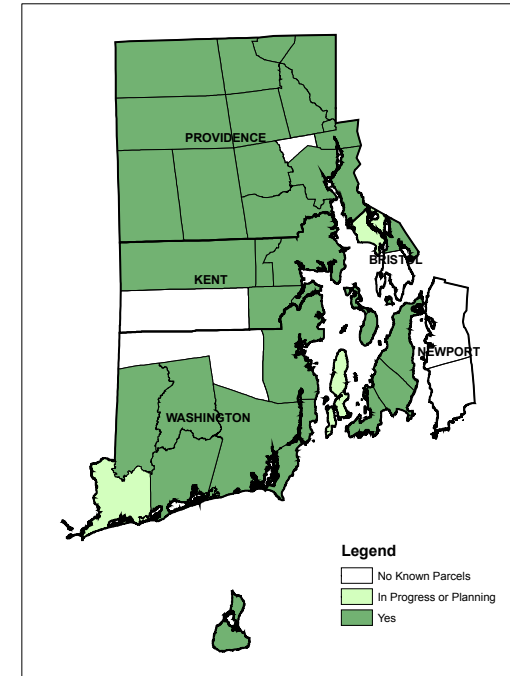 PROVIDENCE
BRISTOL
KENT
NEWPORT
WASHINGTON
Legend
No Known Parcels
In Progress or Planning
Yes